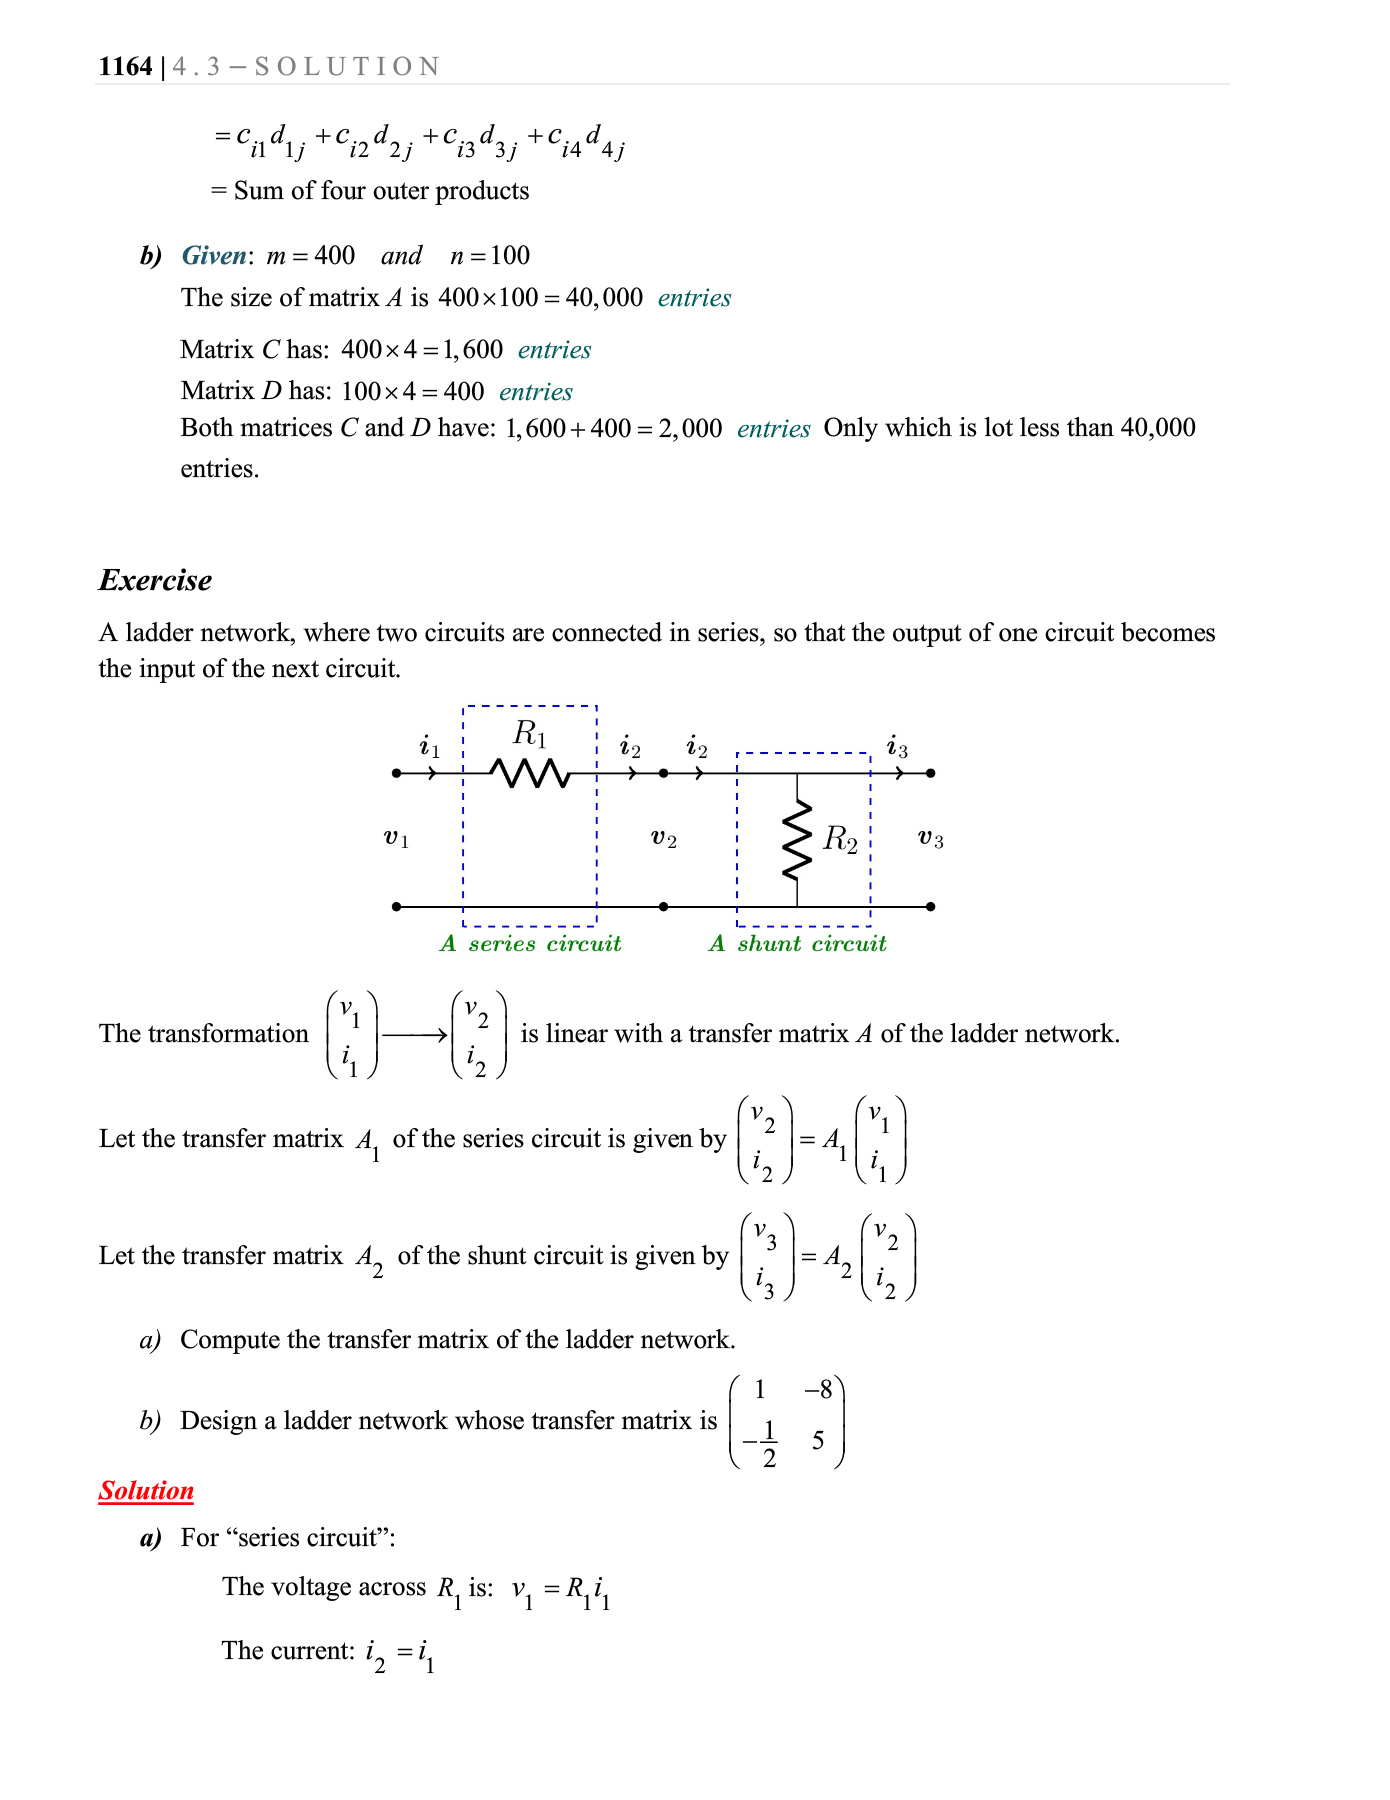 1164 | 4.3 – SOLUTION
= c_{i1} d_{1j} + c_{i2} d_{2j} + c_{i3} d_{3j} + c_{i4} d_{4j}
= Sum of four outer products
b) Given: m = 400 and n = 100
The size of matrix A is 400 × 100 = 40,000 entries
Matrix C has: 400 × 4 = 1,600 entries
Matrix D has: 100 × 4 = 400 entries
Both matrices C and D have: 1,600 + 400 = 2,000 entries Only which is lot less than 40,000
entries.
Exercise
A ladder network, where two circuits are connected in series, so that the output of one circuit becomes
the input of the next circuit.
i_1 R_1 i_2 i_2 i_3
v_1 v_2 R_2 v_3
A series circuit A shunt circuit
The transformation \begin{pmatrix} v_1 \\ i_1 \end{pmatrix} ⟶ \begin{pmatrix} v_2 \\ i_2 \end{pmatrix} is linear with a transfer matrix A of the ladder network.
Let the transfer matrix A_1 of the series circuit is given by \begin{pmatrix} v_2 \\ i_2 \end{pmatrix} = A_1 \begin{pmatrix} v_1 \\ i_1 \end{pmatrix}
Let the transfer matrix A_2 of the shunt circuit is given by \begin{pmatrix} v_3 \\ i_3 \end{pmatrix} = A_2 \begin{pmatrix} v_2 \\ i_2 \end{pmatrix}
a) Compute the transfer matrix of the ladder network.
b) Design a ladder network whose transfer matrix is \begin{pmatrix} 1 & -8 \\ -\frac{1}{2} & 5 \end{pmatrix}
Solution
a) For “series circuit”:
The voltage across R_1 is: v_1 = R_1 i_1
The current: i_2 = i_1